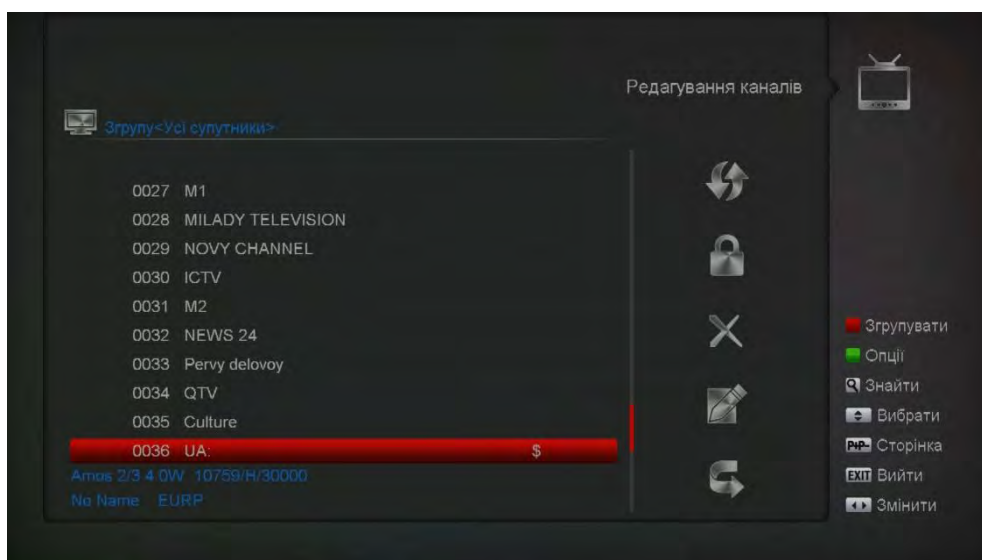 Редагування каналів
Згрупу<Усі супутники>
0027 M1
0028 MILADY TELEVISION
0029 NOVY CHANNEL
0030 ICTV
0031 M2
0032 NEWS 24
0033 Pervy delovoy
0034 QTV
0035 Culture
0036 UA: $
Amos 2/3 4 0W 10759/H/30000
No Name EURP
Згрупувати
Опції
Знайти
Вибрати
P+P- Сторінка
EXIT Вийти
Змінити